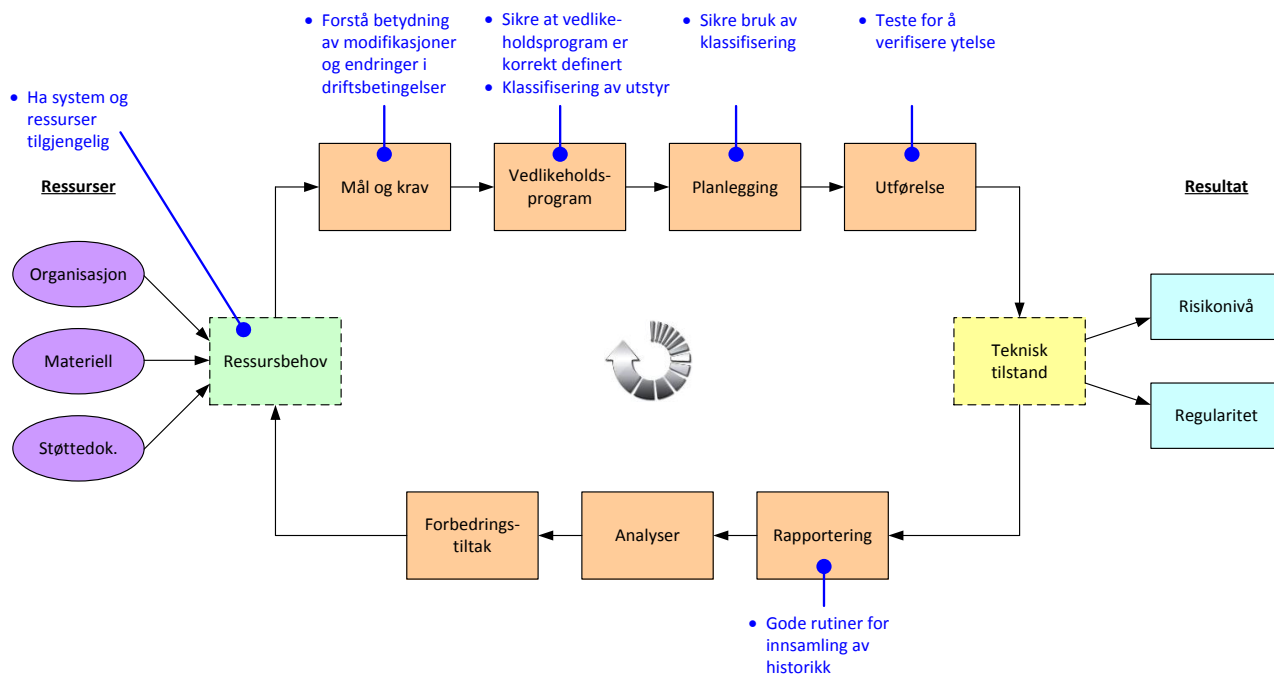 • Forstå betydning
av modifikasjoner
og endringer i
driftsbetingelser
• Sikre at vedlike-
holdsprogram er
korrekt definert
• Klassifisering av utstyr
• Sikre bruk av
klassifisering
• Teste for å
verifisere ytelse
• Ha system og
ressurser
tilgjengelig
Ressurser
Mål og krav
Vedlikeholds-
program
Planlegging
Utførelse
Resultat
Organisasjon
Materiell
Støttedok.
Ressursbehov
Teknisk
tilstand
Risikonivå
Regularitet
Forbedrings-
tiltak
Analyser
Rapportering
• Gode rutiner for
innsamling av
historikk